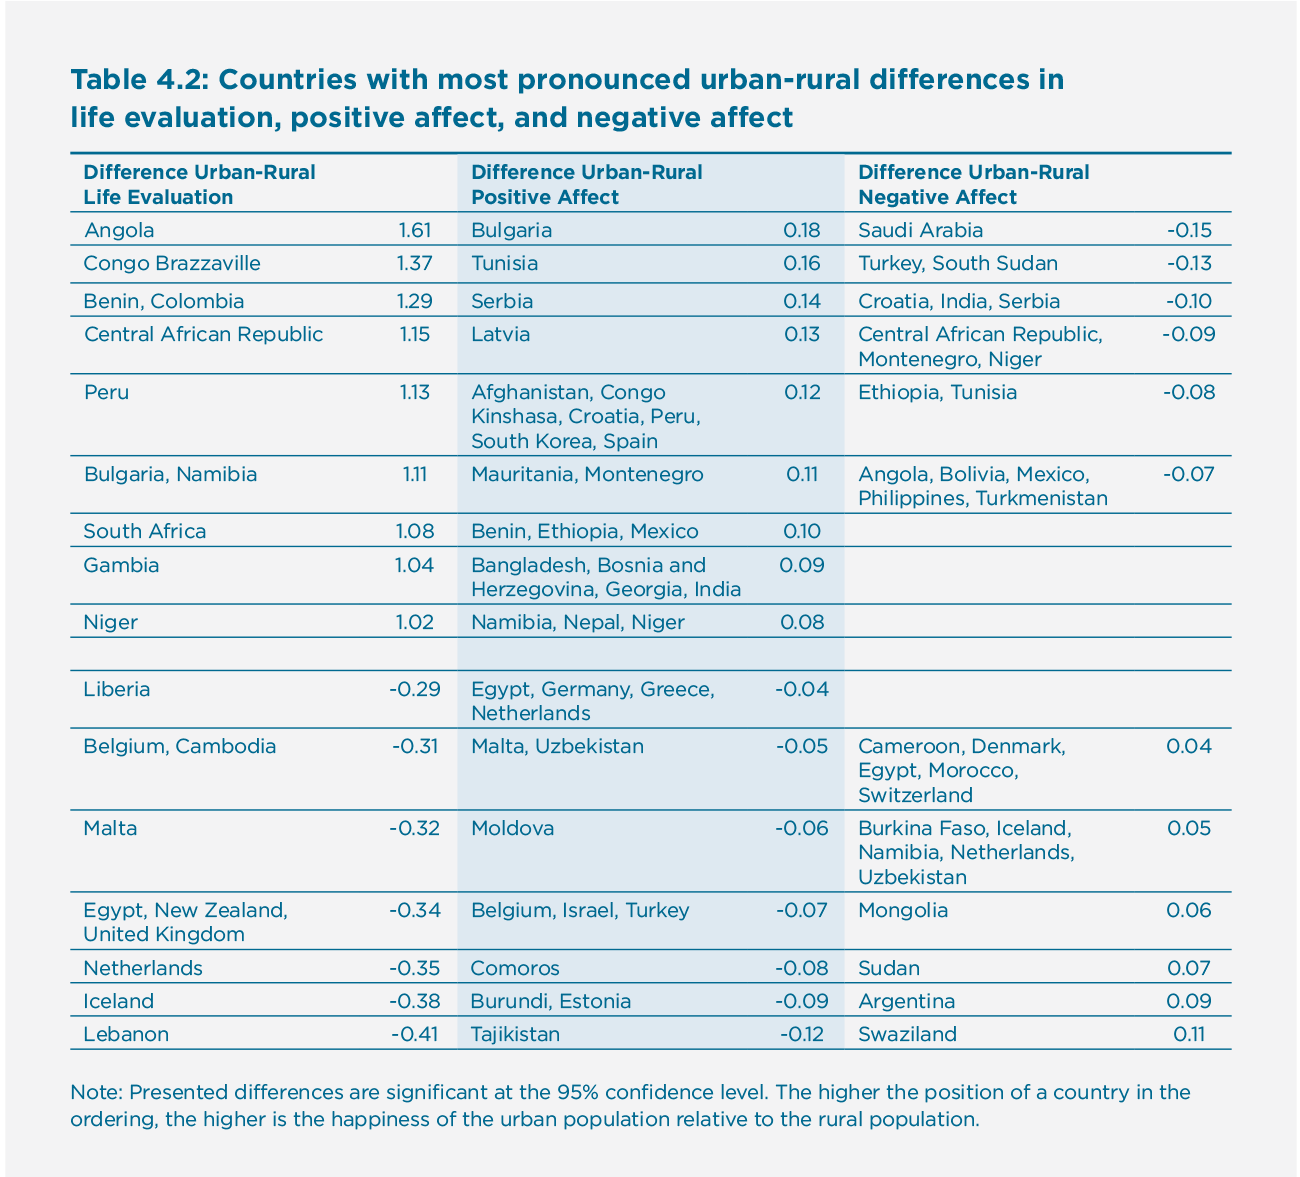 Table 4.2: Countries with most pronounced urban-rural differences in
life evaluation, positive affect, and negative affect
Difference Urban-Rural Life Evaluation | Difference Urban-Rural Positive Affect | Difference Urban-Rural Negative Affect
Angola 1.61 Bulgaria 0.18 Saudi Arabia -0.15
Congo Brazzaville 1.37 Tunisia 0.16 Turkey, South Sudan -0.13
Benin, Colombia 1.29 Serbia 0.14 Croatia, India, Serbia -0.10
Central African Republic 1.15 Latvia 0.13 Central African Republic, -0.09
Montenegro, Niger
Peru 1.13 Afghanistan, Congo 0.12 Ethiopia, Tunisia -0.08
Kinshasa, Croatia, Peru,
South Korea, Spain
Bulgaria, Namibia 1.11 Mauritania, Montenegro 0.11 Angola, Bolivia, Mexico, -0.07
Philippines, Turkmenistan
South Africa 1.08 Benin, Ethiopia, Mexico 0.10
Gambia 1.04 Bangladesh, Bosnia and 0.09
Herzegovina, Georgia, India
Niger 1.02 Namibia, Nepal, Niger 0.08
Liberia -0.29 Egypt, Germany, Greece, -0.04
Netherlands
Belgium, Cambodia -0.31 Malta, Uzbekistan -0.05 Cameroon, Denmark, 0.04
Egypt, Morocco,
Switzerland
Malta -0.32 Moldova -0.06 Burkina Faso, Iceland, 0.05
Namibia, Netherlands,
Uzbekistan
Egypt, New Zealand, -0.34 Belgium, Israel, Turkey -0.07 Mongolia 0.06
United Kingdom
Netherlands -0.35 Comoros -0.08 Sudan 0.07
Iceland -0.38 Burundi, Estonia -0.09 Argentina 0.09
Lebanon -0.41 Tajikistan -0.12 Swaziland 0.11
Note: Presented differences are significant at the 95% confidence level. The higher the position of a country in the
ordering, the higher is the happiness of the urban population relative to the rural population.